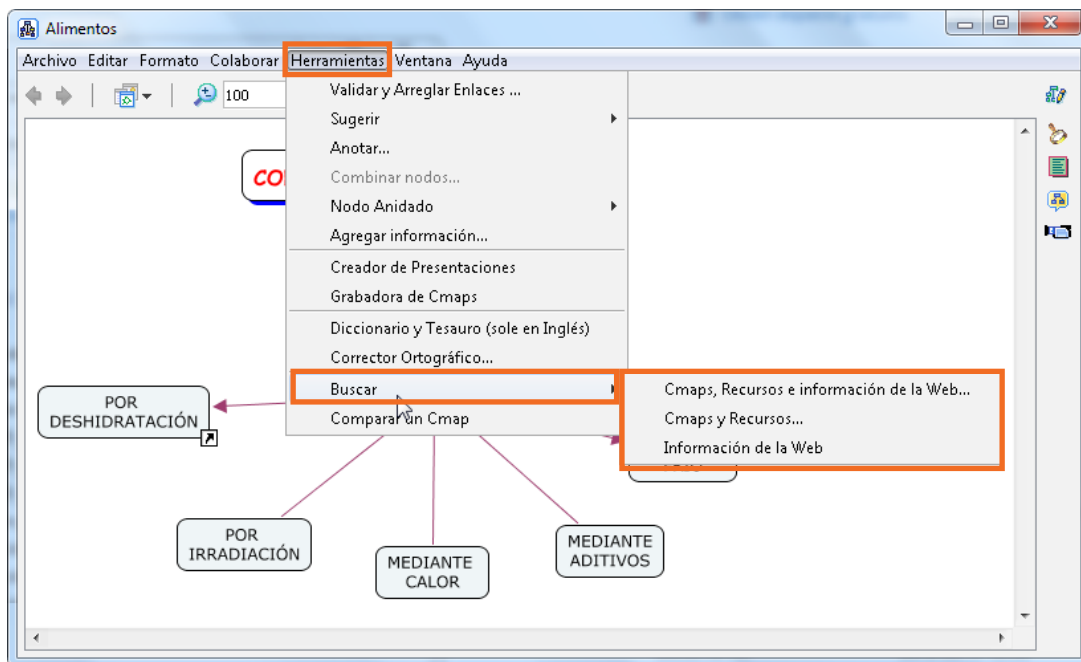 Alimentos
Archivo Editar Formato Colaborar Herramientas Ventana Ayuda
100
Validar y Arreglar Enlaces ...
Sugerir
Anotar...
Combinar nodos...
Nodo Anidado
Agregar información...
Creador de Presentaciones
Grabadora de Cmaps
Diccionario y Tesauro (sole en Inglés)
Corrector Ortográfico...
Buscar
Comparar un Cmap
Cmaps, Recursos e información de la Web...
Cmaps y Recursos...
Información de la Web
POR
DESHIDRATACIÓN
POR
IRRADIACIÓN
MEDIANTE
CALOR
MEDIANTE
ADITIVOS